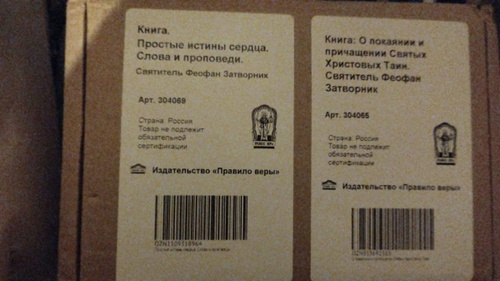 Книга.
Простые истины сердца.
Слова и проповеди.
Святитель Феофан Затворник
Арт. 304069
Страна: Россия
Товар не подлежит
обязательной
сертификации
Издательство «Правило веры»
Книга: О покаянии и
причащении Святых
Христовых Таин.
Святитель Феофан
Затворник
Арт. 304065
Страна: Россия
Товар не подлежит
обязательной
сертификации
Издательство «Правило веры»